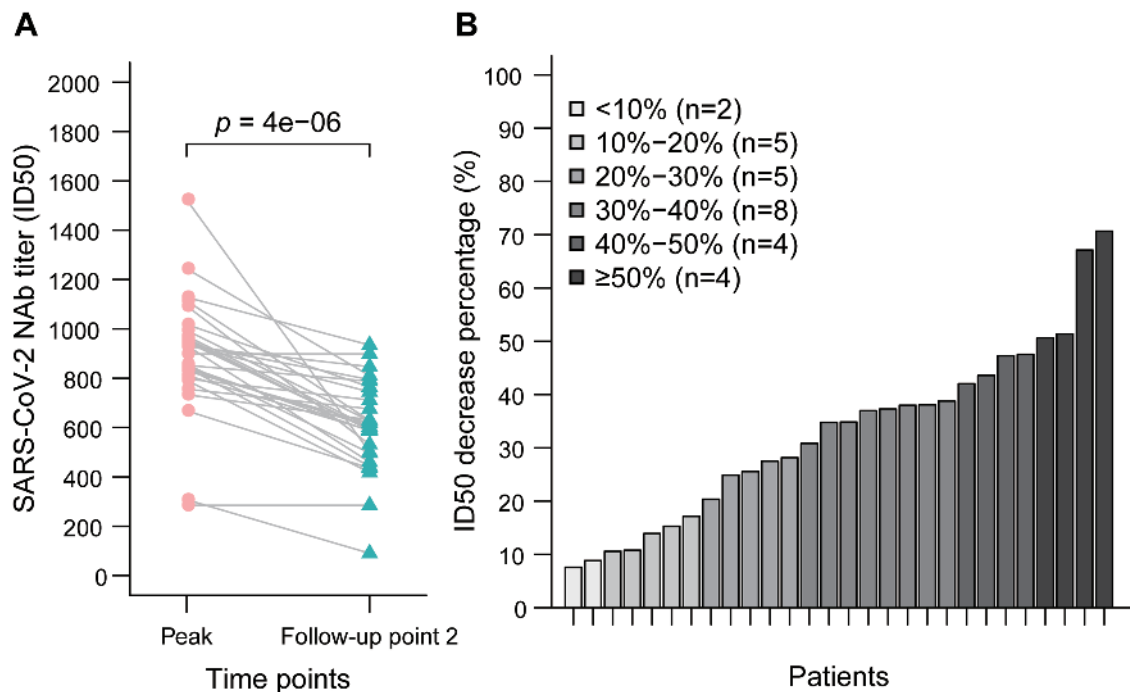 A
SARS-CoV-2 NAb titer (ID50)
2000
1800
1600
1400
1200
1000
800
600
400
200
0
p = 4e−06
Peak
Follow-up point 2
Time points
B
ID50 decrease percentage (%)
100
90
80
70
60
50
40
30
20
10
0
<10% (n=2)
10%−20% (n=5)
20%−30% (n=5)
30%−40% (n=8)
40%−50% (n=4)
≥50% (n=4)
Patients